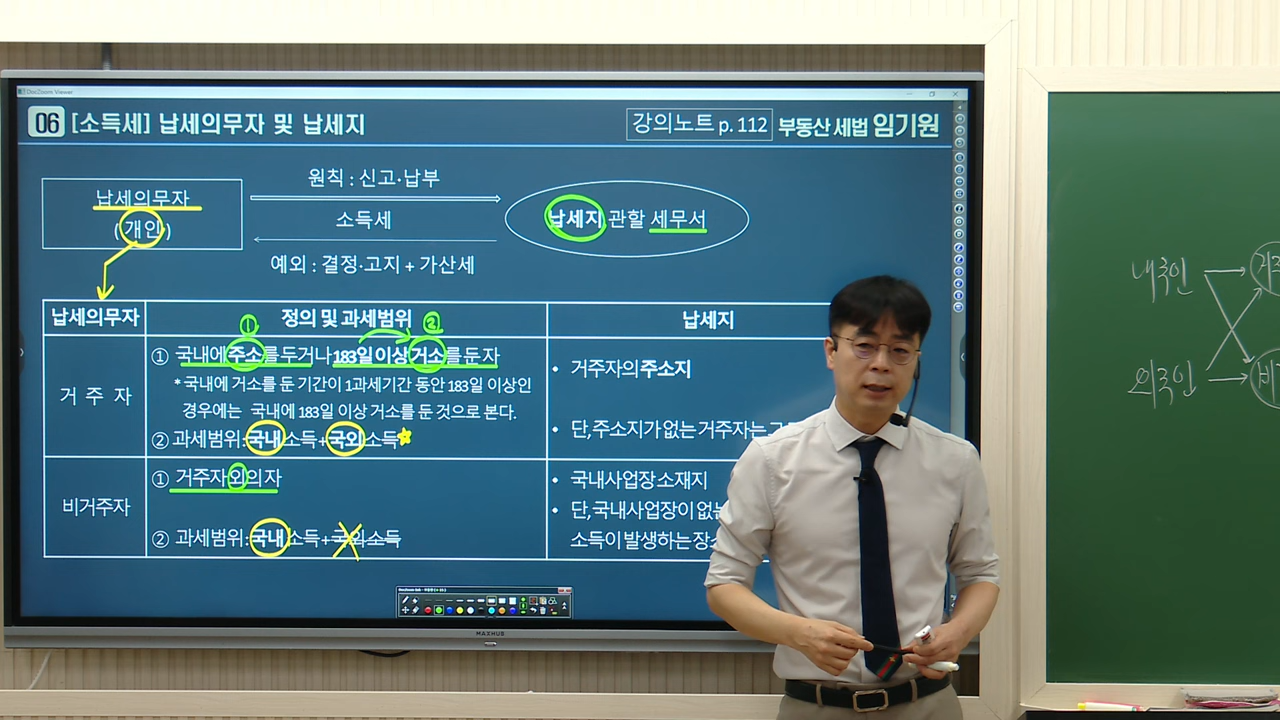 DocZoom Viewer
06 [소득세] 납세의무자 및 납세지
강의노트 p. 112 부동산 세법 임기원
원칙 : 신고·납부
납세의무자
(개인)
소득세
납세지 관할 세무서
예외 : 결정·고지 + 가산세
① ②
납세의무자 정의 및 과세범위 납세지
거 주 자
① 국내에 주소를 두거나 183일 이상 거소를 둔 자
* 국내에 거소를 둔 기간이 1과세기간 동안 183일 이상인
경우에는 국내에 183일 이상 거소를 둔 것으로 본다.
② 과세범위: 국내소득+국외소득
• 거주자의 주소지
• 단, 주소지가 없는 거주자는
비거주자
① 거주자 외의 자
② 과세범위: 국내소득+국외소득
• 국내사업장 소재지
• 단, 국내사업장이 없는
소득이 발생하는 장소
MAXHUB
내국인
외국인 비